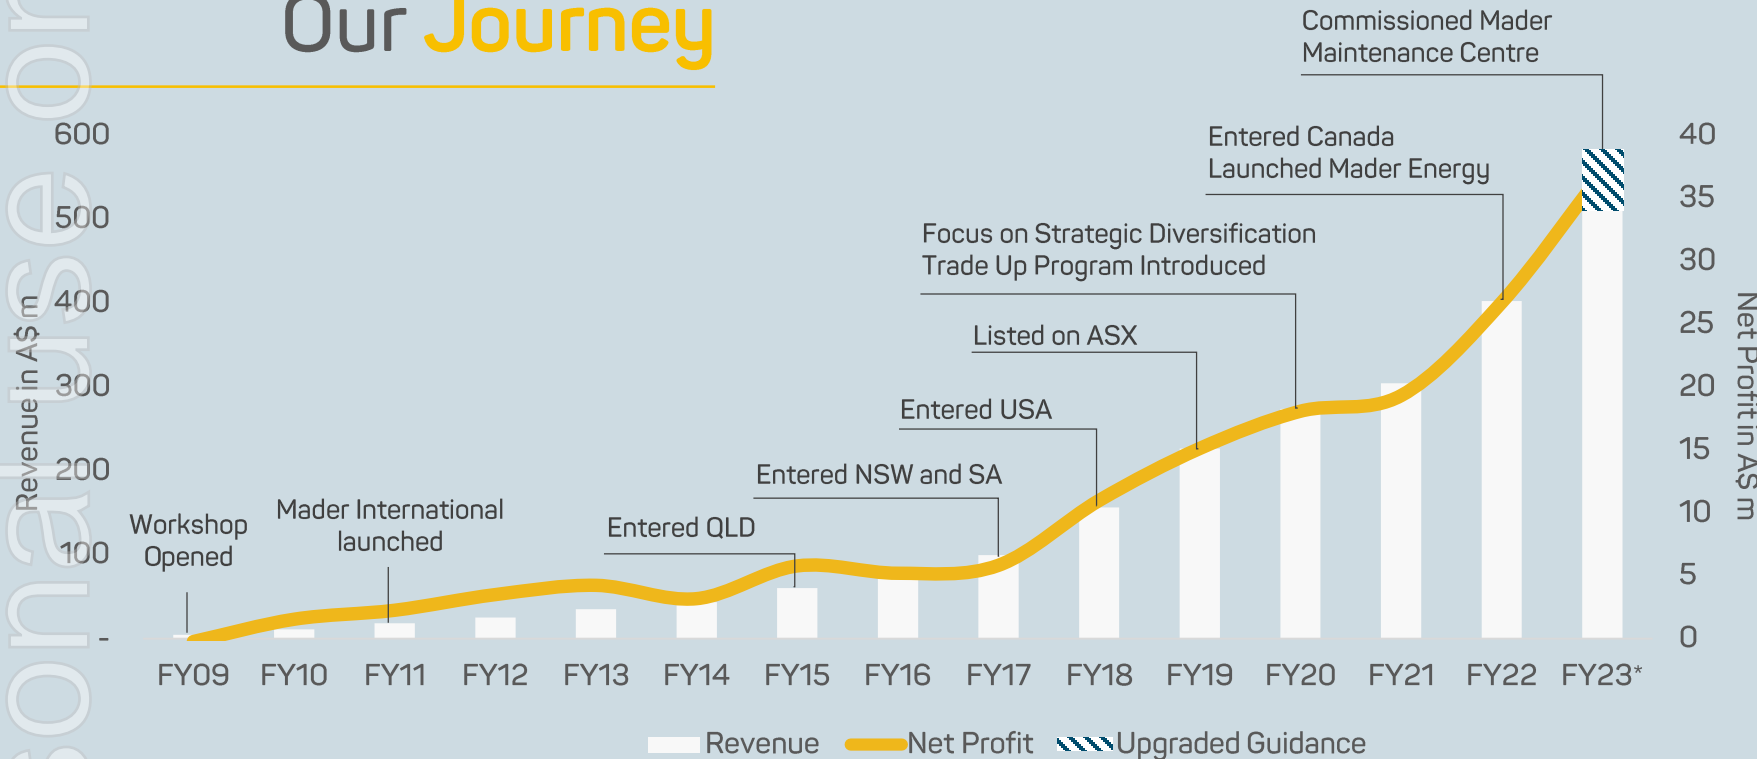 Our Journey
Commissioned Mader
Maintenance Centre
Entered Canada
Launched Mader Energy
Focus on Strategic Diversification
Trade Up Program Introduced
Listed on ASX
Entered USA
Entered NSW and SA
Entered QLD
Mader International
launched
Workshop
Opened
600
500
400
300
200
100
-
Revenue in A$ m
40
35
30
25
20
15
10
5
0
Net Profit in A$ m
FY09 FY10 FY11 FY12 FY13 FY14 FY15 FY16 FY17 FY18 FY19 FY20 FY21 FY22 FY23*
Revenue Net Profit Upgraded Guidance
sonal use or